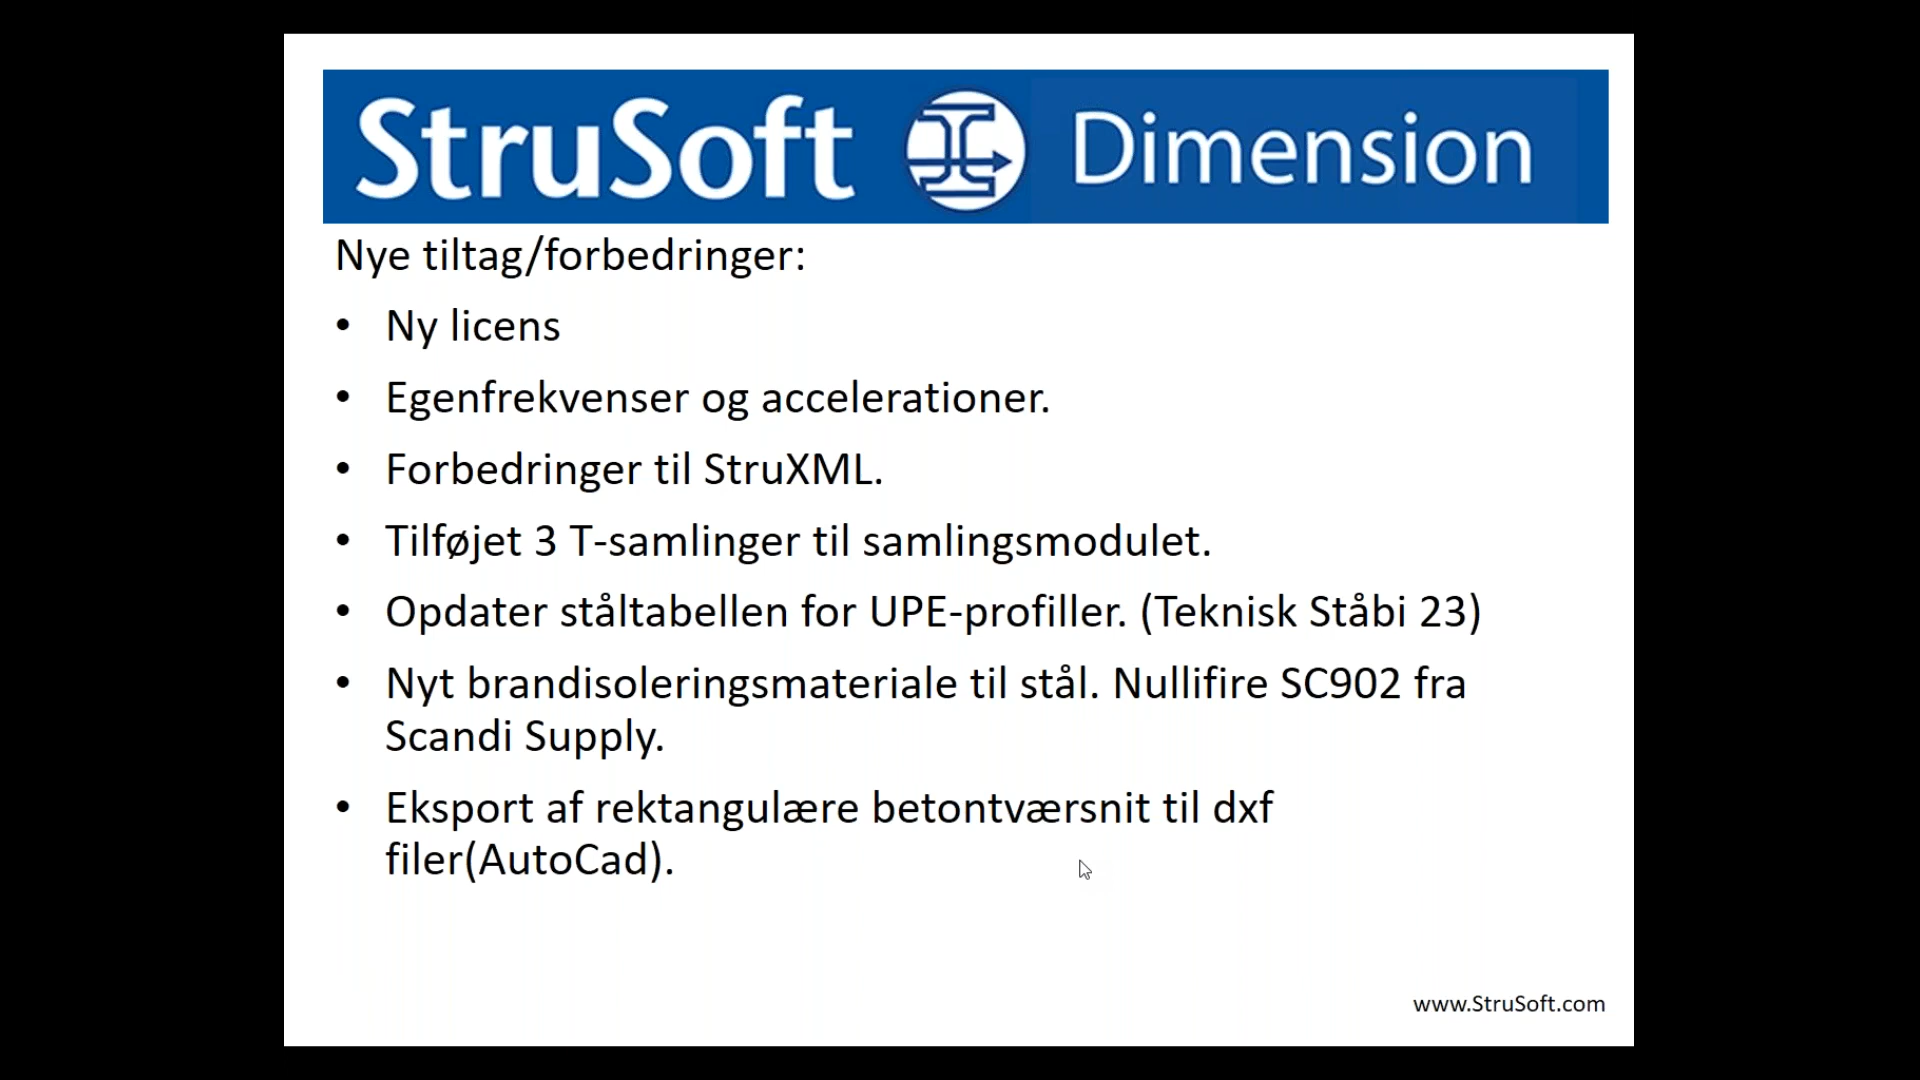 StruSoft Dimension
Nye tiltag/forbedringer:
• Ny licens
• Egenfrekvenser og accelerationer.
• Forbedringer til StruXML.
• Tilføjet 3 T-samlinger til samlingsmodulet.
• Opdater ståltabellen for UPE-profiller. (Teknisk Ståbi 23)
• Nyt brandisoleringsmateriale til stål. Nullifire SC902 fra
Scandi Supply.
• Eksport af rektangulære betontværsnit til dxf
filer(AutoCad).
www.StruSoft.com